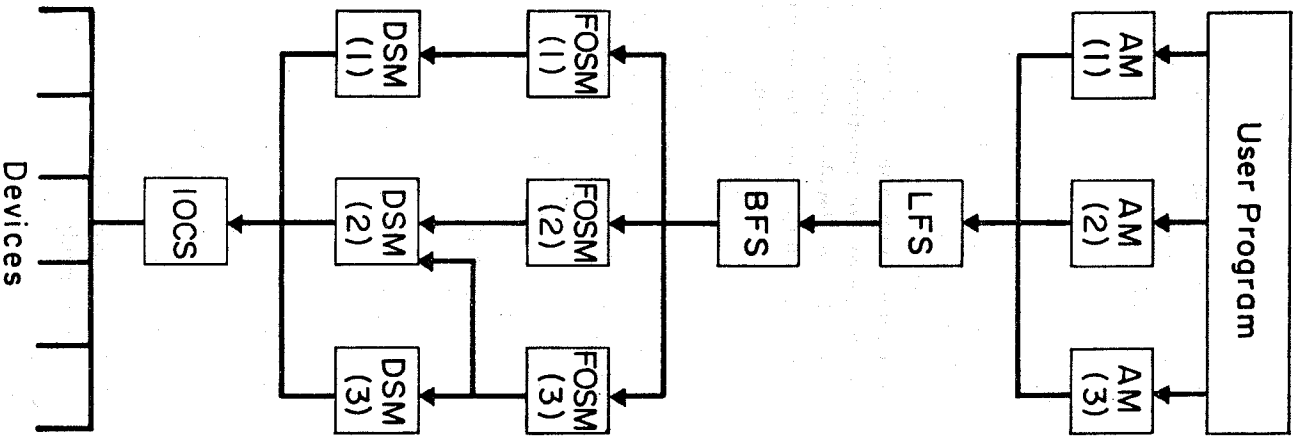 User Program
AM
(1)
AM
(2)
AM
(3)
LFS
BFS
FOSM
(1)
FOSM
(2)
FOSM
(3)
DSM
(1)
DSM
(2)
DSM
(3)
IOCS
Devices